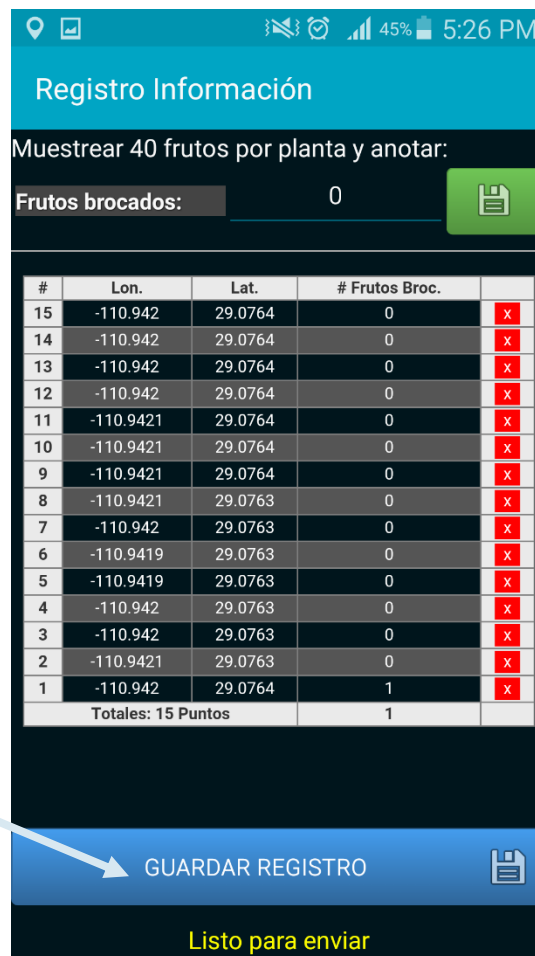 45% 5:26 PM
Registro Información
Muestrear 40 frutos por planta y anotar:
Frutos brocados: 0
# Lon. Lat. # Frutos Broc.
15 -110.942 29.0764 0 x
14 -110.942 29.0764 0 x
13 -110.942 29.0764 0 x
12 -110.942 29.0764 0 x
11 -110.9421 29.0764 0 x
10 -110.9421 29.0764 0 x
9 -110.9421 29.0764 0 x
8 -110.9421 29.0763 0 x
7 -110.942 29.0763 0 x
6 -110.9419 29.0763 0 x
5 -110.9419 29.0763 0 x
4 -110.942 29.0763 0 x
3 -110.942 29.0763 0 x
2 -110.9421 29.0763 0 x
1 -110.942 29.0764 1 x
Totales: 15 Puntos 1
GUARDAR REGISTRO
Listo para enviar